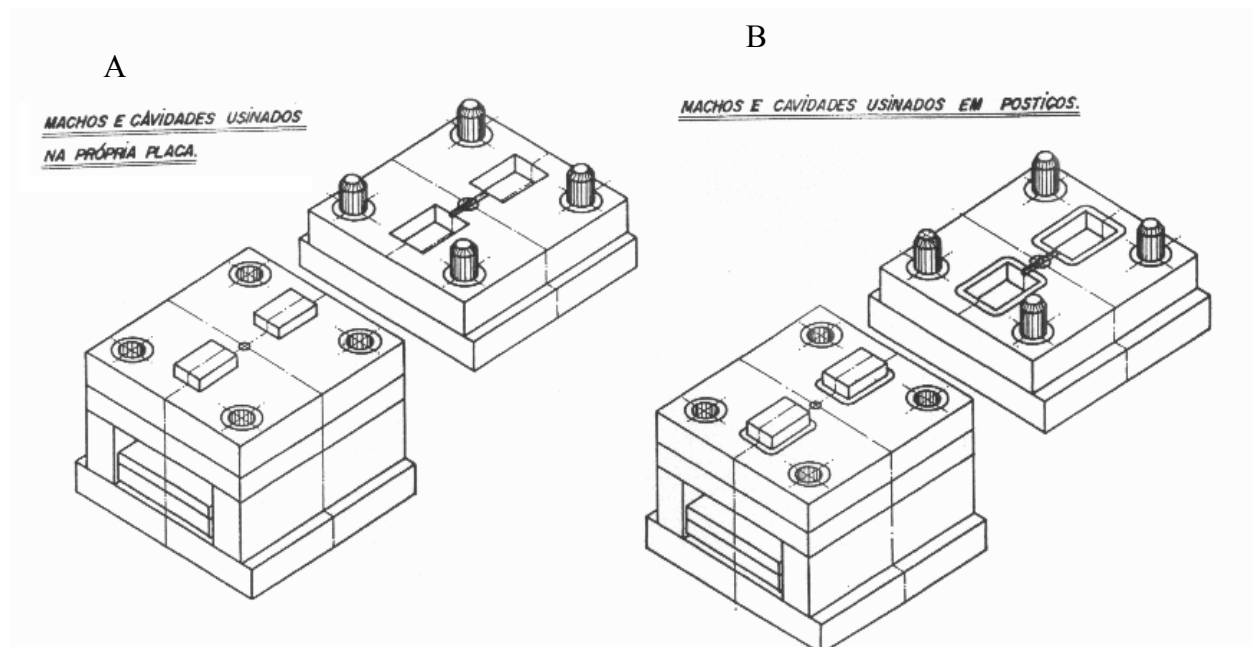 A
MACHOS E CÁVIDADES USINADOS
NA PRÓPRIA PLACA.
B
MACHOS E CAVIDADES USINADOS EM POSTIÇOS.